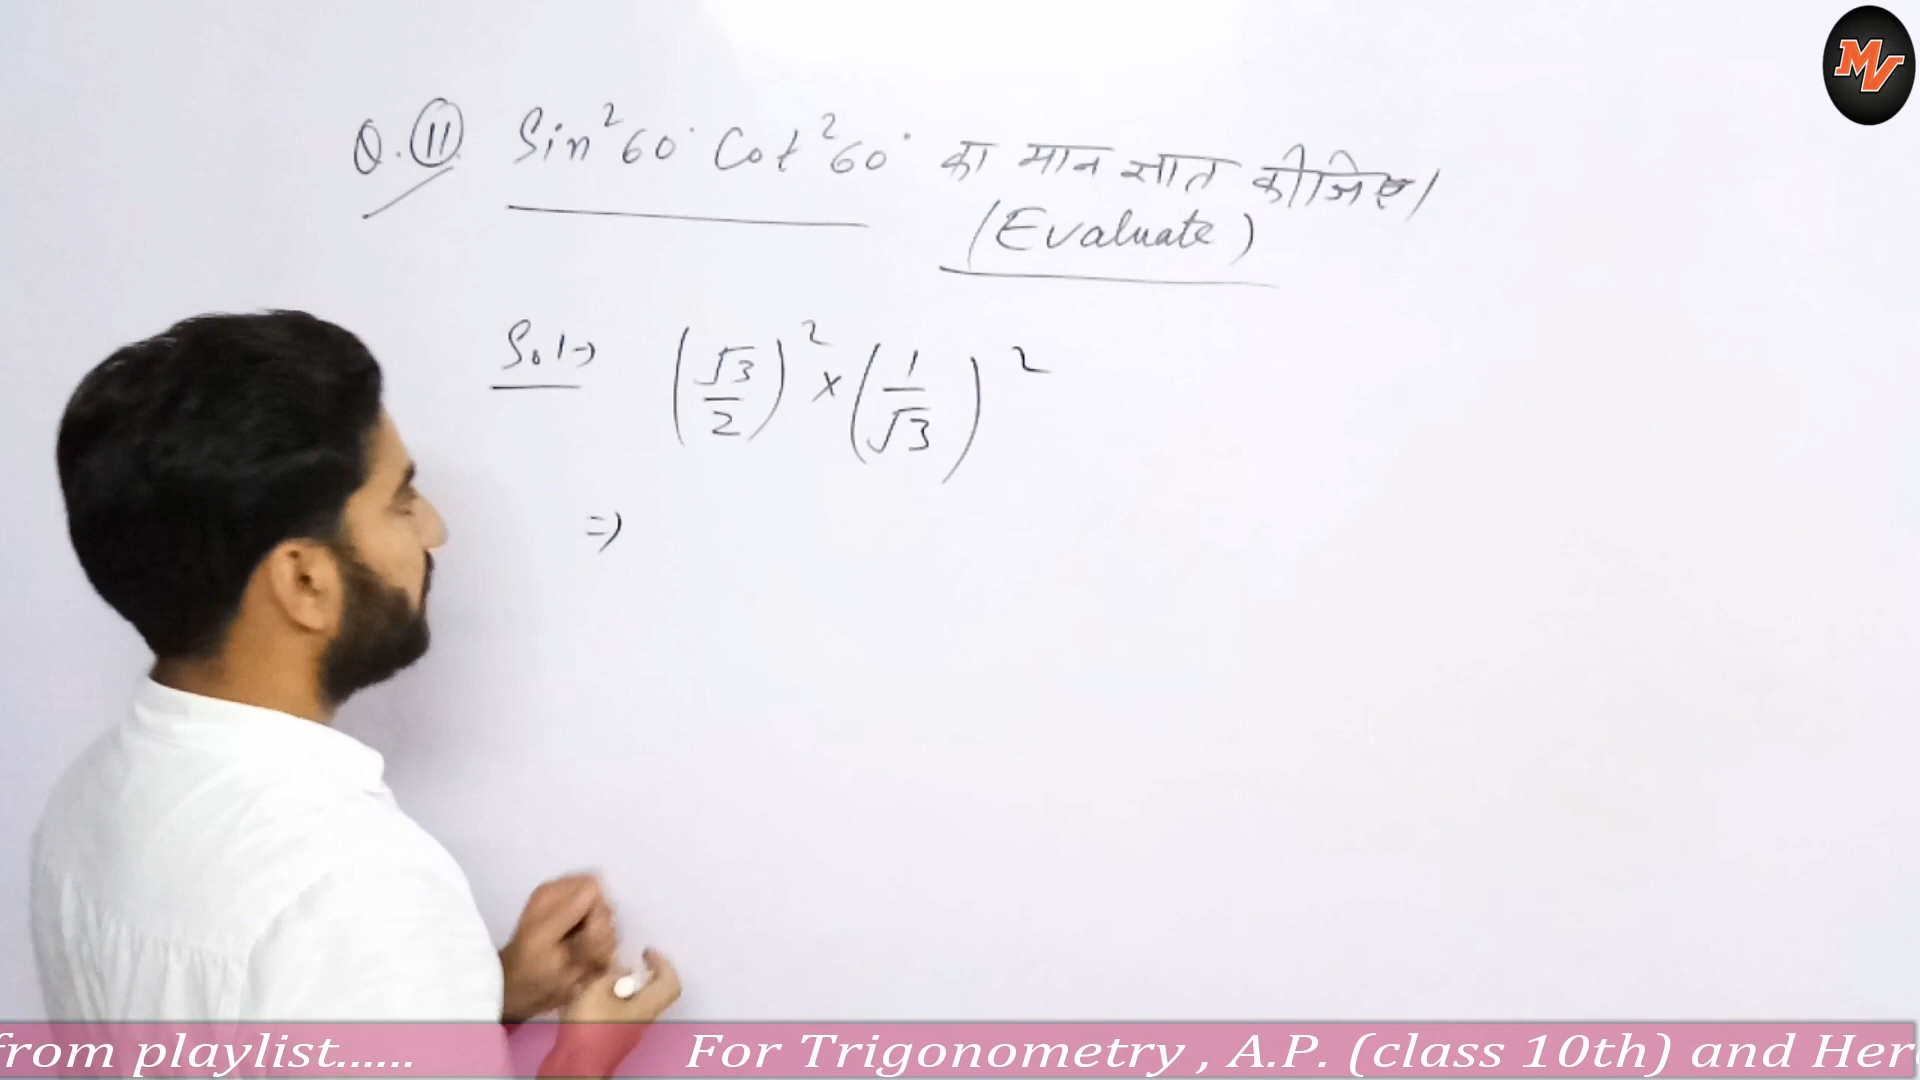 MV
Q. 11 Sin²60° Cot²60° का मान ज्ञात कीजिए।
(Evaluate)
Sol→ (√3/2)² × (1/√3)²
⇒
from playlist...... For Trigonometry , A.P. (class 10th) and Her